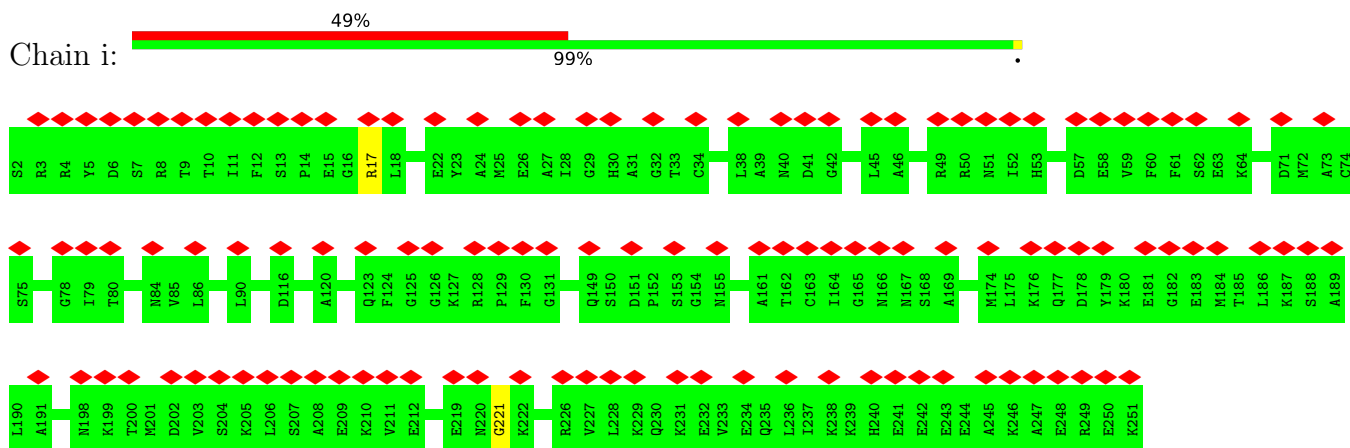 49%
Chain i:
99%
.
S2 R3 R4 Y5 D6 S7 R8 T9 T10 I11 F12 S13 P14 E15 G16 R17 L18 E22 Y23 A24 M25 E26 A27 I28 G29 H30 A31 G32 T33 C34 L38 A39 N40 D41 G42 L45 A46 R49 R50 N51 I52 H53 D57 E58 V59 F60 F61 S62 E63 K64 D71 M72 A73 C74
S75 G78 I79 T80 N84 V85 L86 L90 D116 A120 Q123 F124 G125 G126 K127 R128 P129 F130 G131 Q149 S150 D151 P152 S153 G154 N155 A161 T162 C163 I164 G165 N166 N167 S168 A169 M174 L175 K176 Q177 D178 Y179 K180 E181 G182 E183 M184 T185 L186 K187 S188 A189
L190 A191 N198 K199 T200 M201 D202 V203 S204 K205 L206 S207 A208 E209 K210 V211 E212 E219 N220 G221 K222 R226 V227 L228 K229 Q230 K231 E232 V233 E234 Q235 L236 I237 K238 K239 H240 E241 E242 E243 E244 A245 K246 A247 E248 R249 E250 K251